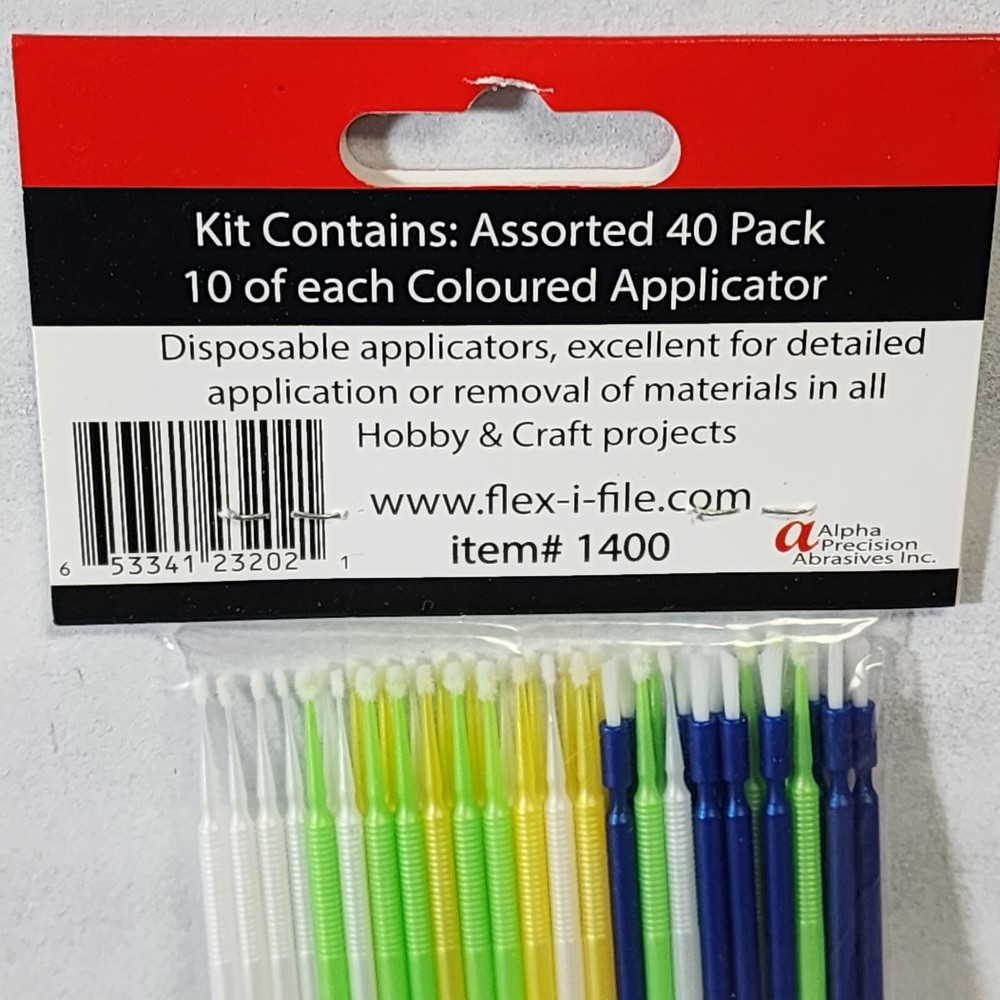 Kit Contains: Assorted 40 Pack
10 of each Coloured Applicator
Disposable applicators, excellent for detailed
application or removal of materials in all
Hobby & Craft projects
www.flex-i-file.com
item# 1400
a Alpha
Precision
Abrasives Inc.
6 53341 23202 1